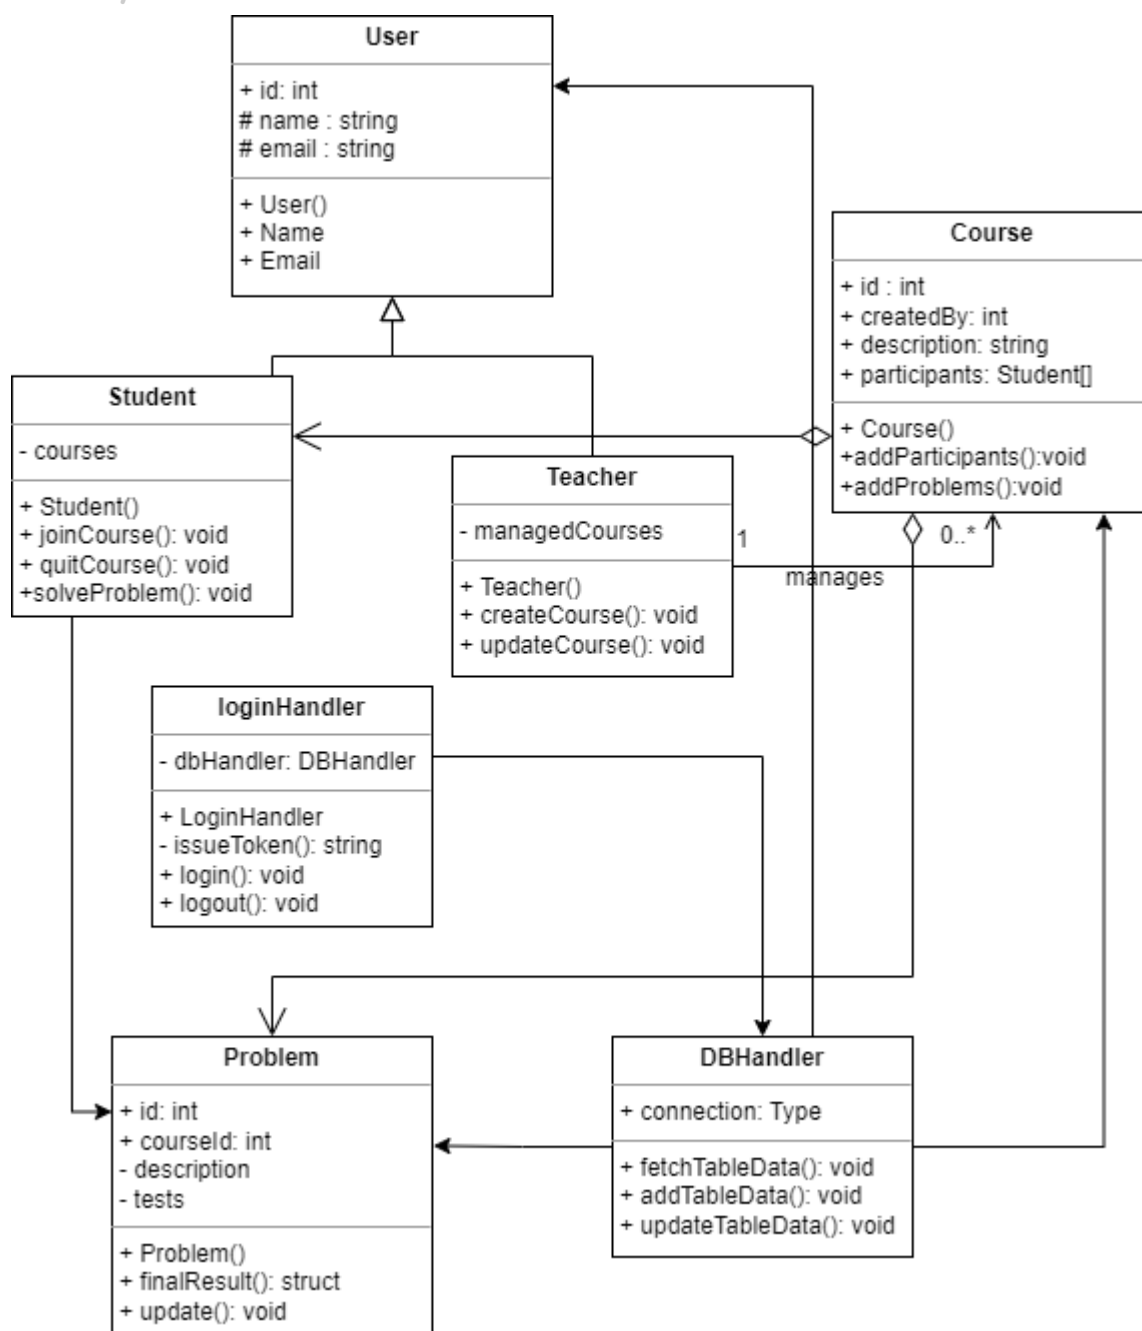 User
+ id: int
# name : string
# email : string
+ User()
+ Name
+ Email
Course
+ id : int
+ createdBy: int
+ description: string
+ participants: Student[]
+ Course()
+addParticipants():void
+addProblems():void
Student
- courses
+ Student()
+ joinCourse(): void
+ quitCourse(): void
+solveProblem(): void
Teacher
- managedCourses
+ Teacher()
+ createCourse(): void
+ updateCourse(): void
1
0..*
manages
loginHandler
- dbHandler: DBHandler
+ LoginHandler
- issueToken(): string
+ login(): void
+ logout(): void
Problem
+ id: int
+ courseId: int
- description
- tests
+ Problem()
+ finalResult(): struct
+ update(): void
DBHandler
+ connection: Type
+ fetchTableData(): void
+ addTableData(): void
+ updateTableData(): void